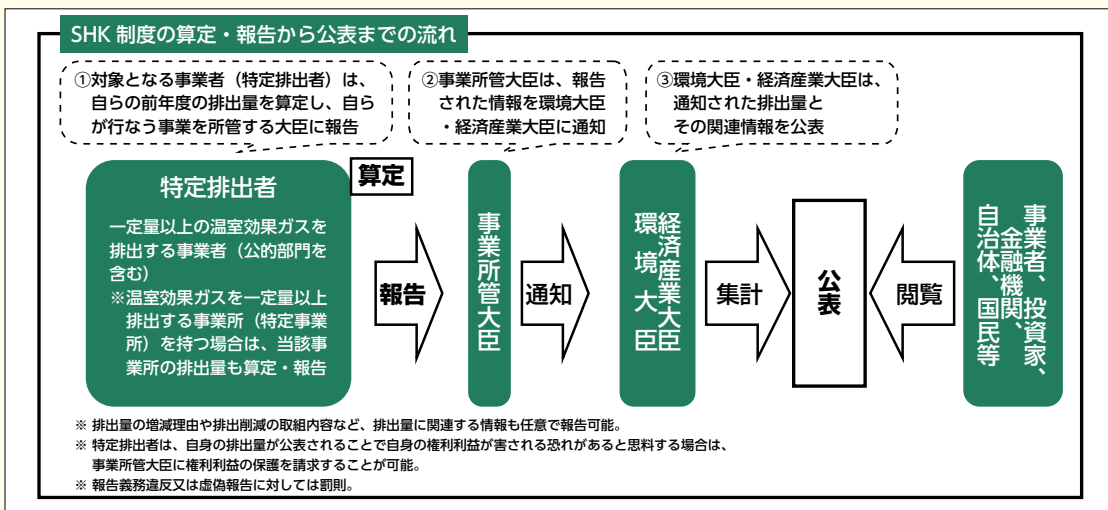 SHK 制度の算定・報告から公表までの流れ
①対象となる事業者（特定排出者）は、
自らの前年度の排出量を算定し、自ら
が行なう事業を所管する大臣に報告
②事業所管大臣は、報告
された情報を環境大臣
・経済産業大臣に通知
③環境大臣・経済産業大臣は、
通知された排出量と
その関連情報を公表
特定排出者
一定量以上の温室効果ガスを
排出する事業者（公的部門を
含む）
※温室効果ガスを一定量以上
排出する事業所（特定事業
所）を持つ場合は、当該事
業所の排出量も算定・報告
算定
報告
事業所管大臣
通知
経済産業大臣
環境大臣
集計
公表
閲覧
事業者、投資家、
金融機関、
自治体、国民等
※ 排出量の増減理由や排出削減の取組内容など、排出量に関連する情報も任意で報告可能。
※ 特定排出者は、自身の排出量が公表されることで自身の権利利益が害される恐れがあると思料する場合は、
事業所管大臣に権利利益の保護を請求することが可能。
※ 報告義務違反又は虚偽報告に対しては罰則。